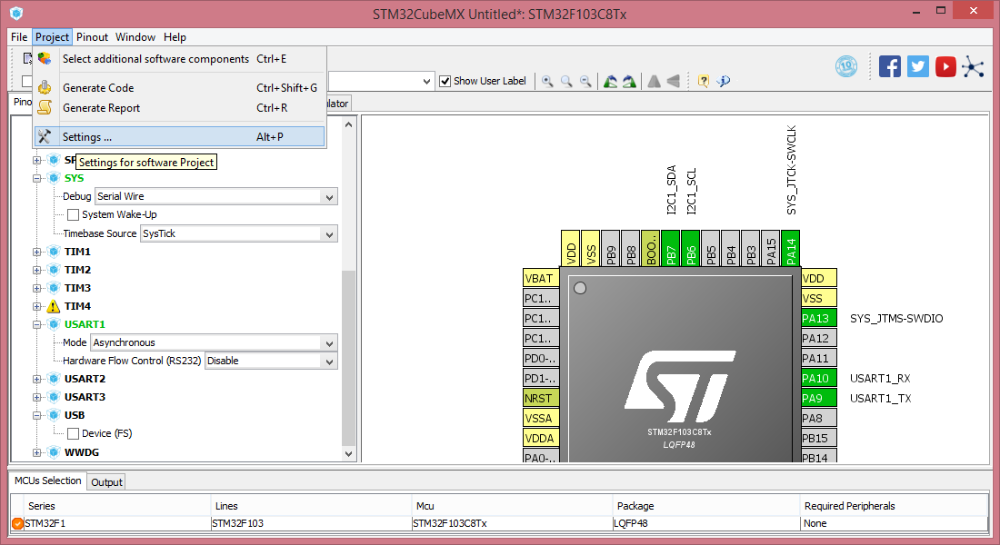 STM32CubeMX Untitled*: STM32F103C8Tx
File Project Pinout Window Help
Select additional software components Ctrl+E
Generate Code Ctrl+Shift+G
Generate Report Ctrl+R
Settings ... Alt+P
Settings for software Project
Show User Label
10
?
Pino
ulator
SP
SYS
Debug Serial Wire
System Wake-Up
Timebase Source SysTick
TIM1
TIM2
TIM3
TIM4
USART1
Mode Asynchronous
Hardware Flow Control (RS232) Disable
USART2
USART3
USB
Device (FS)
WWDG
I2C1_SDA
I2C1_SCL
SYS_JTCK-SWCLK
VDD
VSS
PB9
PB8
BOO..
PB7
PB6
PB5
PB4
PB3
PA15
PA14
VBAT
PC1..
PC1..
PC1..
PD0-..
PD1-..
NRST
VSSA
VDDA
PA0-..
VDD
VSS
PA13 SYS_JTMS-SWDIO
PA12
PA11
PA10 USART1_RX
PA9 USART1_TX
PA8
PB15
PB14
ST
STM32F103C8Tx
LQFP48
MCUs Selection Output
Series Lines Mcu Package Required Peripherals
STM32F1 STM32F103 STM32F103C8Tx LQFP48 None